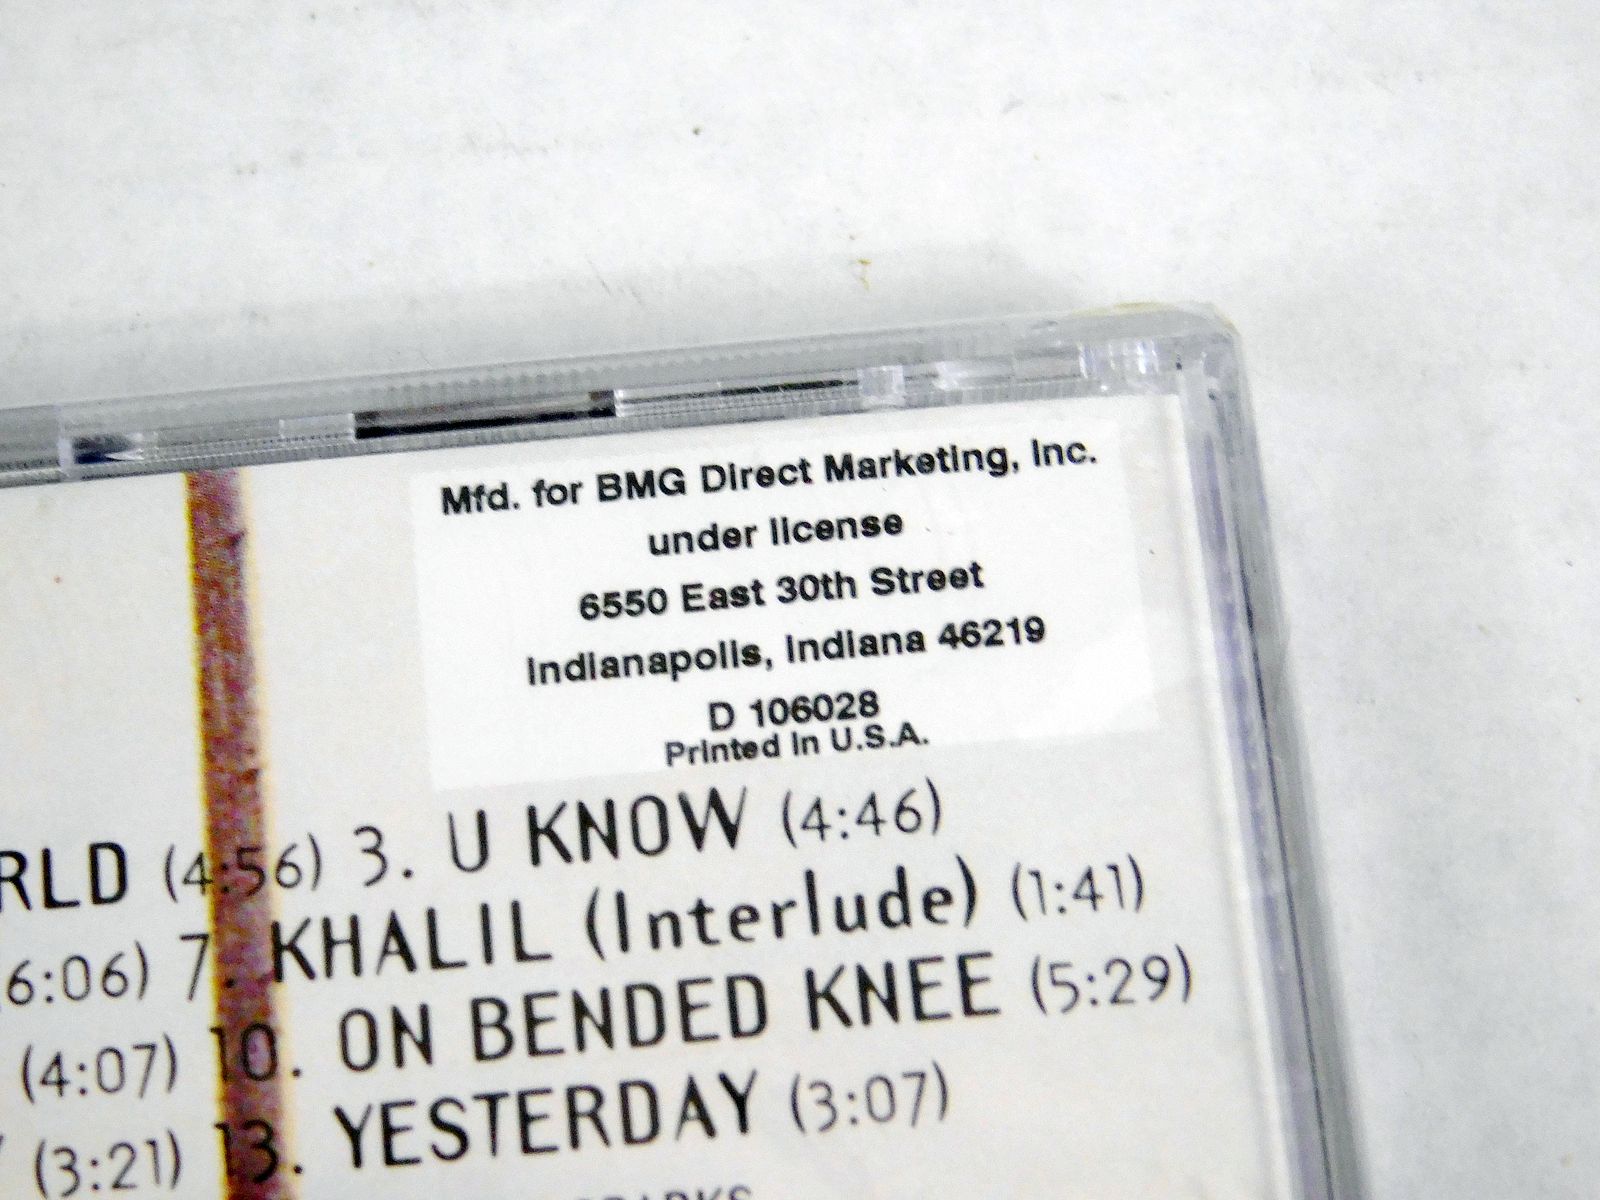 Mfd. for BMG Direct Marketing, Inc.
under license
6550 East 30th Street
Indianapolis, Indiana 46219
D 106028
Printed in U.S.A.
RLD (4:56) 3. U KNOW (4:46)
(6:06) 7. KHALIL (Interlude) (1:41)
(4:07) 10. ON BENDED KNEE (5:29)
(3:21) 13. YESTERDAY (3:07)